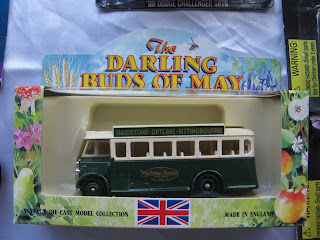 DODGE CHALLENGER SRT8
The
DARLING
BUDS OF MAY
WARNING
MAIDSTONE-DETLING-SITTINGBOURNE
DIE CAST MODEL COLLECTION
MADE IN ENGLAND
WARNING